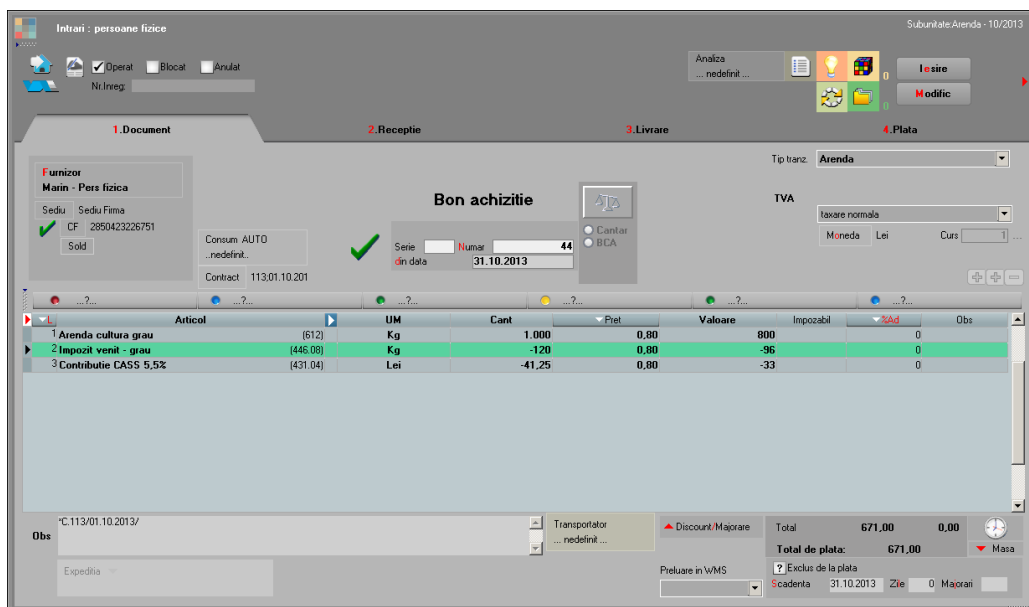 Intrari : persoane fizice
Subunitate:Arenda - 10/2013
Operat Blocat Anulat
Nr.Inreg:
Analiza
... nedefinit ...
0
0
Iesire
Modific
1.Document 2.Receptie 3.Livrare 4.Plata
Furnizor
Marin - Pers fizica
Sediu Sediu Firma
CF 2850423226751
Sold
Consum AUTO
..nedefinit..
Contract 113;01.10.201
Bon achizitie
Serie Numar 44
din data 31.10.2013
Cantar
BCA
Tip tranz. Arenda
TVA
taxare normala
Moneda Lei Curs 1 ...
...?... ...?... ...?... ...?... ...?... ...?...
L Articol UM Cant Pret Valoare Impozabil %Ad Obs
1 Arenda cultura grau (612) Kg 1.000 0,80 800 0
2 Impozit venit - grau (446.08) Kg -120 0,80 -96 0
3 Contributie CASS 5,5% (431.04) Lei -41,25 0,80 -33 0
Obs *C.113/01.10.2013/
Transportator
... nedefinit ...
Discount/Majorare
Total 671,00 0,00
Total de plata: 671,00
Masa
Expeditia
Preluare in WMS
? Exclus de la plata
Scadenta 31.10.2013 Zile 0 Majorari